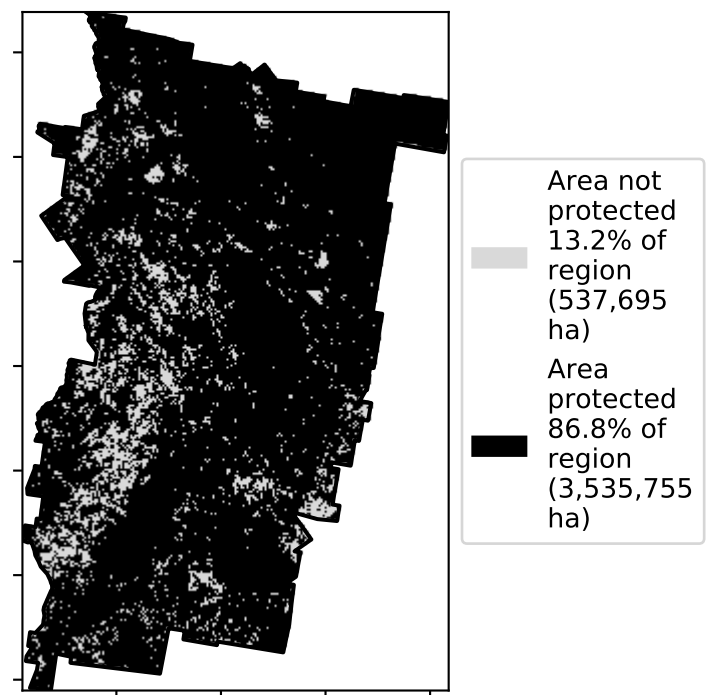 Area not
protected
13.2% of
region
(537,695
ha)
Area
protected
86.8% of
region
(3,535,755
ha)